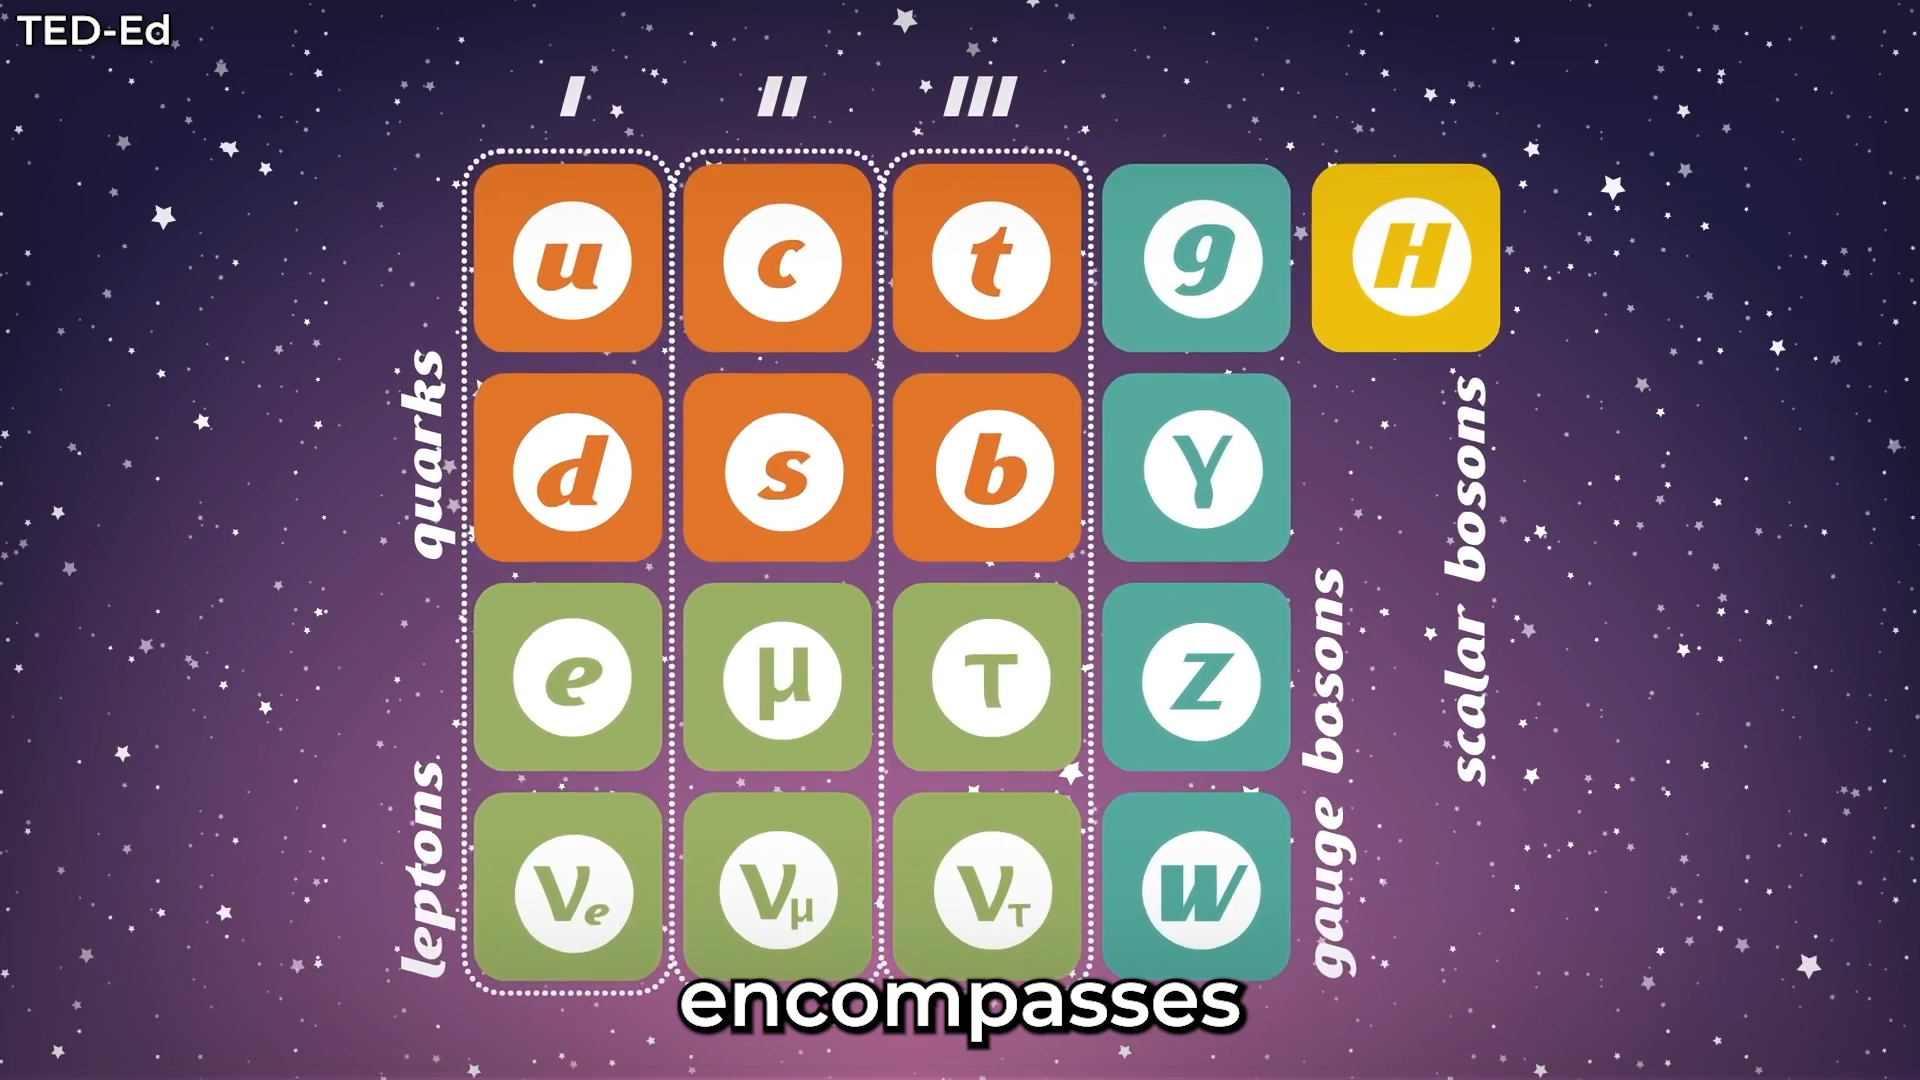 TED-Ed
I II III
u c t g H
d s b γ
e μ τ Z
νe νμ ντ W
quarks
leptons
gauge bosons
scalar bosons
encompasses